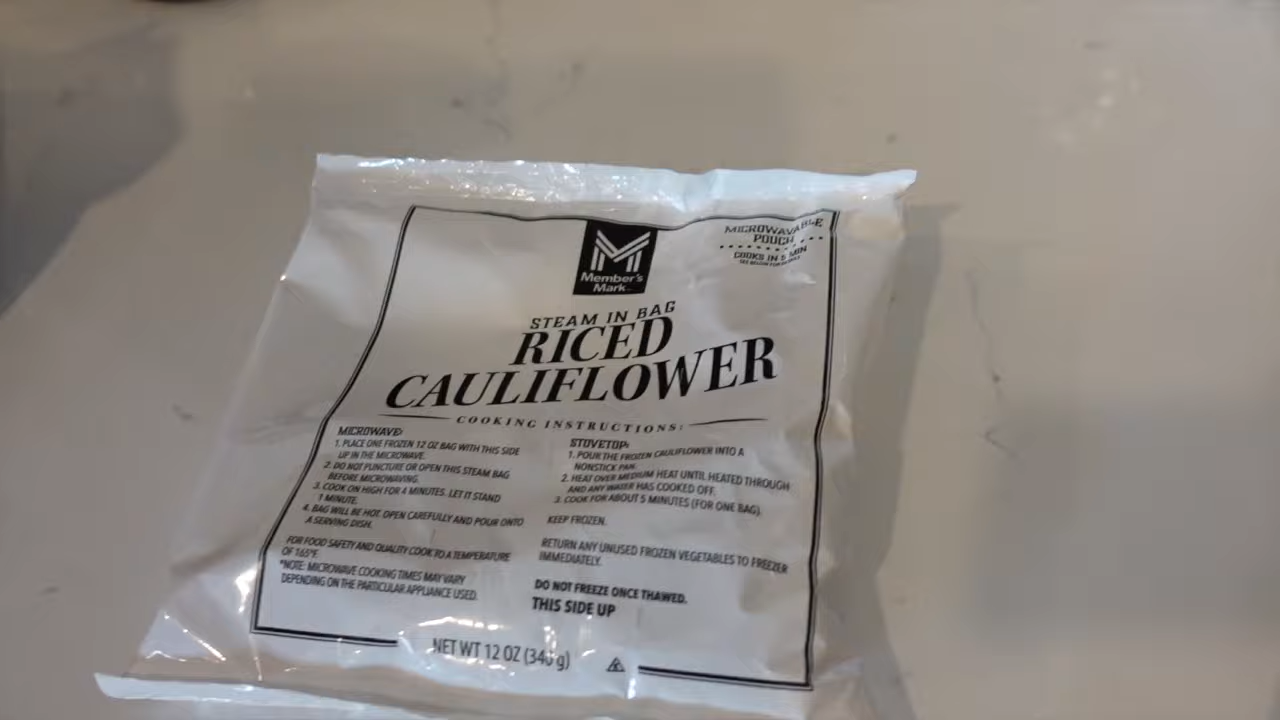 MICROWAVABLE
POUCH
COOKS IN 5 MIN
Member's
Mark
STEAM IN BAG
RICED
CAULIFLOWER
COOKING INSTRUCTIONS:
MICROWAVE:
1. PLACE ONE FROZEN 12 OZ BAG WITH THIS SIDE
UP IN THE MICROWAVE.
2. DO NOT PUNCTURE OR OPEN THIS STEAM BAG
BEFORE MICROWAVING.
3. COOK ON HIGH FOR 4 MINUTES. LET IT STAND
1 MINUTE.
4. BAG WILL BE HOT. OPEN CAREFULLY AND POUR ONTO
A SERVING DISH.
FOR FOOD SAFETY AND QUALITY COOK TO A TEMPERATURE
OF 165°F.
*NOTE: MICROWAVE COOKING TIMES MAY VARY
DEPENDING ON THE PARTICULAR APPLIANCE USED.
STOVETOP:
1. POUR THE FROZEN CAULIFLOWER INTO A
NONSTICK PAN.
2. HEAT OVER MEDIUM HEAT UNTIL HEATED THROUGH
AND ANY WATER HAS COOKED OFF.
3. COOK FOR ABOUT 5 MINUTES (FOR ONE BAG).
KEEP FROZEN.
RETURN ANY UNUSED FROZEN VEGETABLES TO FREEZER
IMMEDIATELY.
DO NOT FREEZE ONCE THAWED.
THIS SIDE UP
NET WT 12 OZ (340 g)